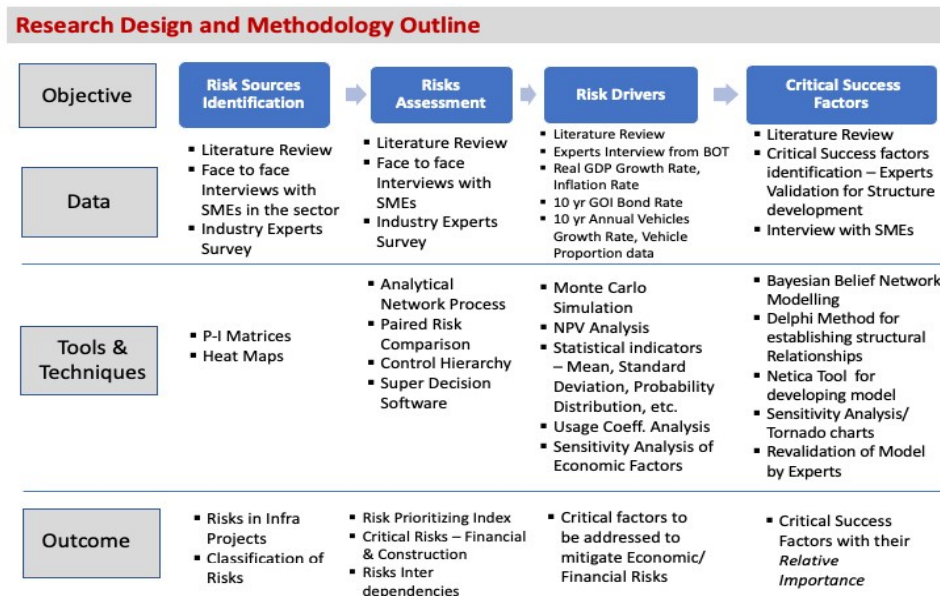 Research Design and Methodology Outline
Objective
Risk Sources
Identification
Risks
Assessment
Risk Drivers
Critical Success
Factors
Data
▪ Literature Review
▪ Face to face
Interviews with
SMEs in the sector
▪ Industry Experts
Survey
▪ Literature Review
▪ Face to face
Interviews with
SMEs
▪ Industry Experts
Survey
▪ Literature Review
▪ Experts Interview from BOT
▪ Real GDP Growth Rate,
Inflation Rate
▪ 10 yr GOI Bond Rate
▪ 10 yr Annual Vehicles
Growth Rate, Vehicle
Proportion data
▪ Literature Review
▪ Critical Success factors
identification – Experts
Validation for Structure
development
▪ Interview with SMEs
Tools &
Techniques
▪ P-I Matrices
▪ Heat Maps
▪ Analytical
Network Process
▪ Paired Risk
Comparison
▪ Control Hierarchy
▪ Super Decision
Software
▪ Monte Carlo
Simulation
▪ NPV Analysis
▪ Statistical indicators
– Mean, Standard
Deviation, Probability
Distribution, etc.
▪ Usage Coeff. Analysis
▪ Sensitivity Analysis of
Economic Factors
▪ Bayesian Belief Network
Modelling
▪ Delphi Method for
establishing structural
Relationships
▪ Netica Tool for
developing model
▪ Sensitivity Analysis/
Tornado charts
▪ Revalidation of Model
by Experts
Outcome
▪ Risks in Infra
Projects
▪ Classification of
Risks
▪ Risk Prioritizing Index
▪ Critical Risks – Financial
& Construction
▪ Risks Inter
dependencies
▪ Critical factors to
be addressed to
mitigate Economic/
Financial Risks
▪ Critical Success
Factors with their
Relative
Importance